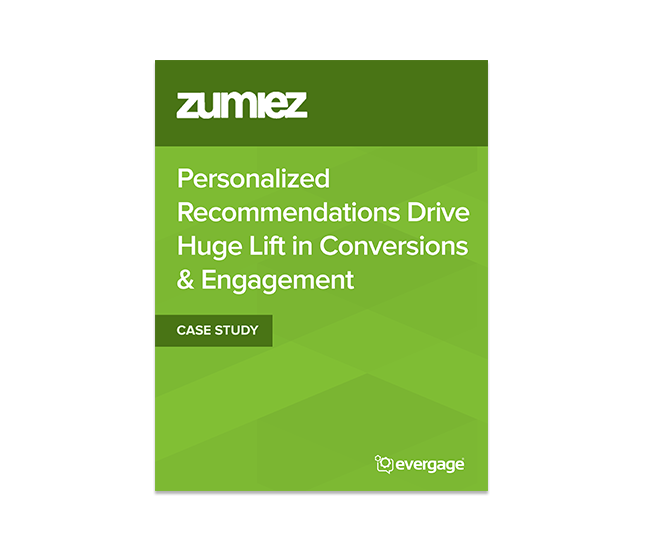 zumiez
Personalized
Recommendations Drive
Huge Lift in Conversions
& Engagement
CASE STUDY
evergage